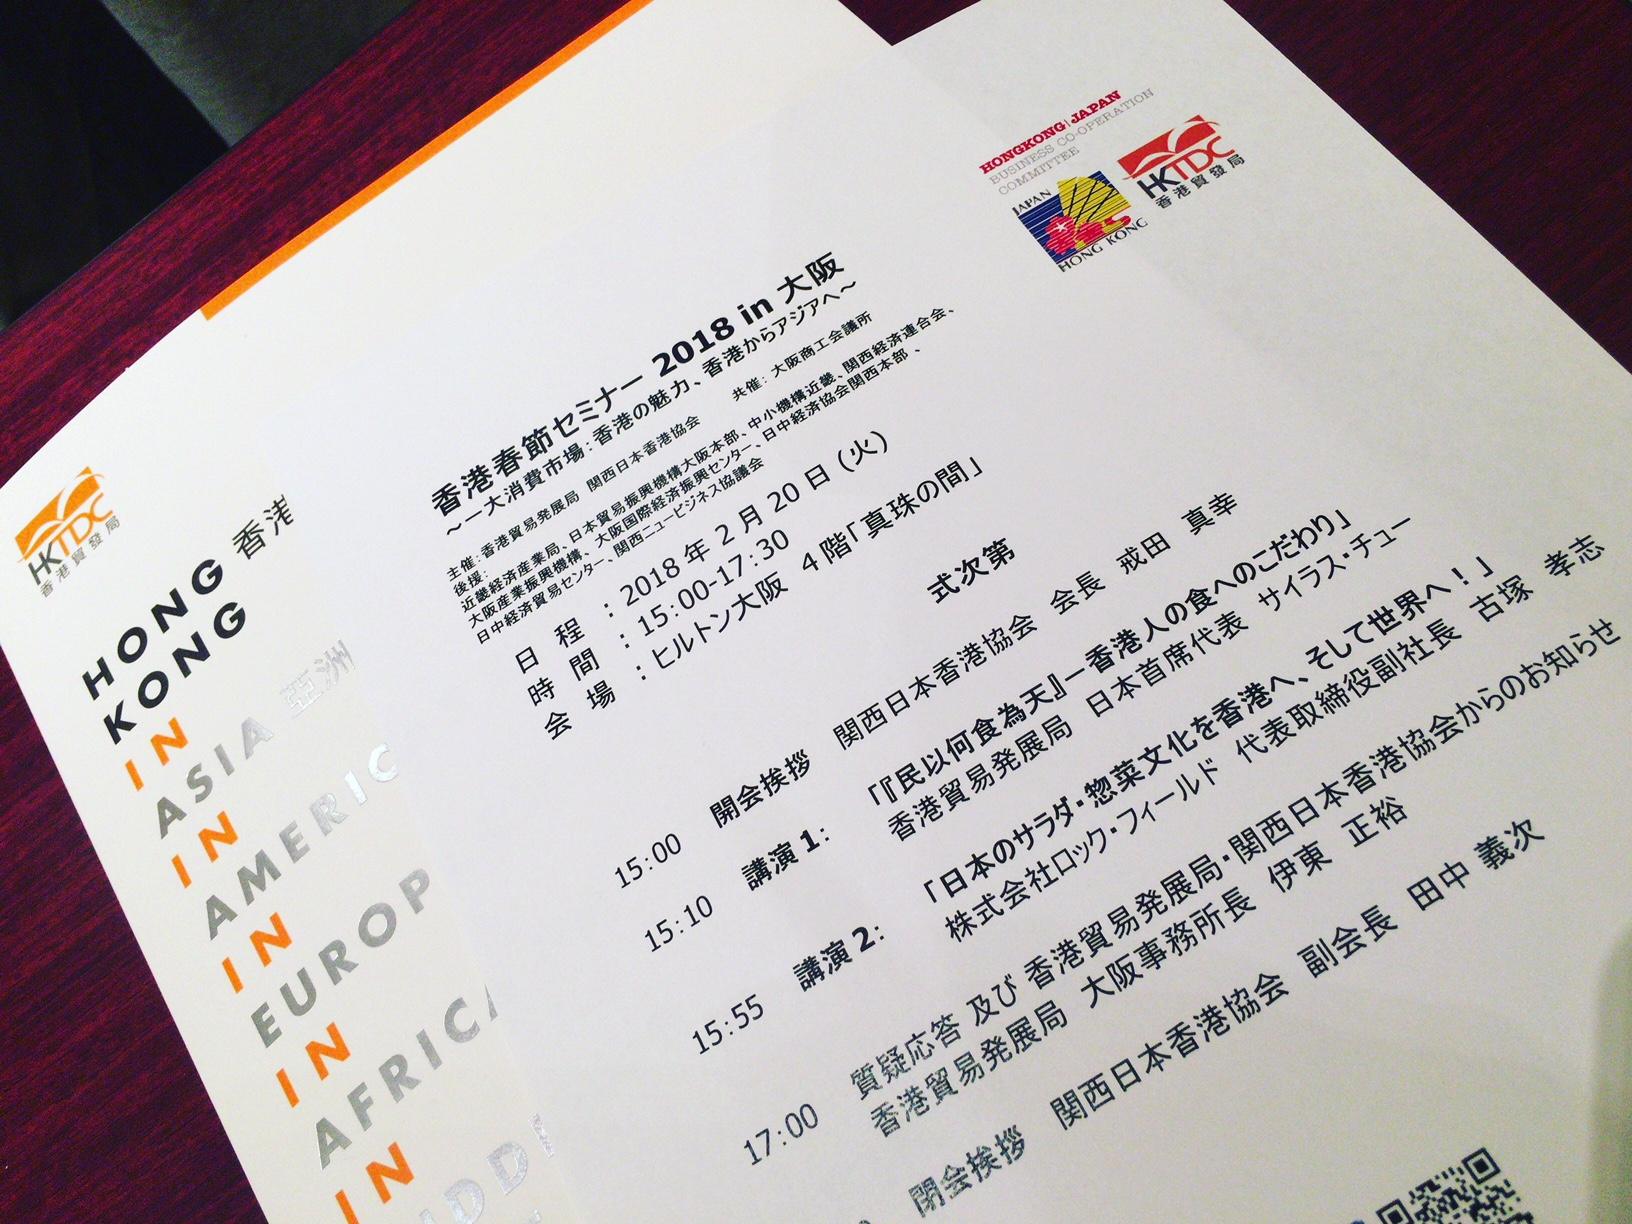 HKTDC
香港貿發局
HONG 香港
KONG
IN
ASIA 亞洲
IN
AMERIC
IN
EUROP
IN
AFRICA
IN
HONGKONG|JAPAN
BUSINESS CO-OPERATION
COMMITTEE
JAPAN
HONG KONG
HKTDC
香港貿發局
香港春節セミナー 2018 in 大阪
～一大消費市場:香港の魅力、香港からアジアへ～
主催:香港貿易発展局 関西日本香港協会 共催: 大阪商工会議所
後援:
近畿経済産業局、日本貿易振興機構大阪本部、中小機構近畿、関西経済連合会、
大阪産業振興機構、大阪国際経済振興センター、日中経済協会関西本部、
日中経済貿易センター、関西ニュービジネス協議会
日 程 : 2018 年 2 月 20 日 (火)
時 間 : 15:00-17:30
会 場 : ヒルトン大阪 4 階「真珠の間」
式次第
15:00 開会挨拶 関西日本香港協会 会長 戒田 真幸
15:10 講演 1: 「『民以何食為天』―香港人の食へのこだわり」
香港貿易発展局 日本首席代表 サイラス・チュー
15:55 講演 2: 「日本のサラダ・惣菜文化を香港へ、そして世界へ！」
株式会社ロック・フィールド 代表取締役副社長 古塚 孝志
17:00 質疑応答 及び 香港貿易発展局・関西日本香港協会からのお知らせ
香港貿易発展局 大阪事務所長 伊東 正裕
閉会挨拶 関西日本香港協会 副会長 田中 義次